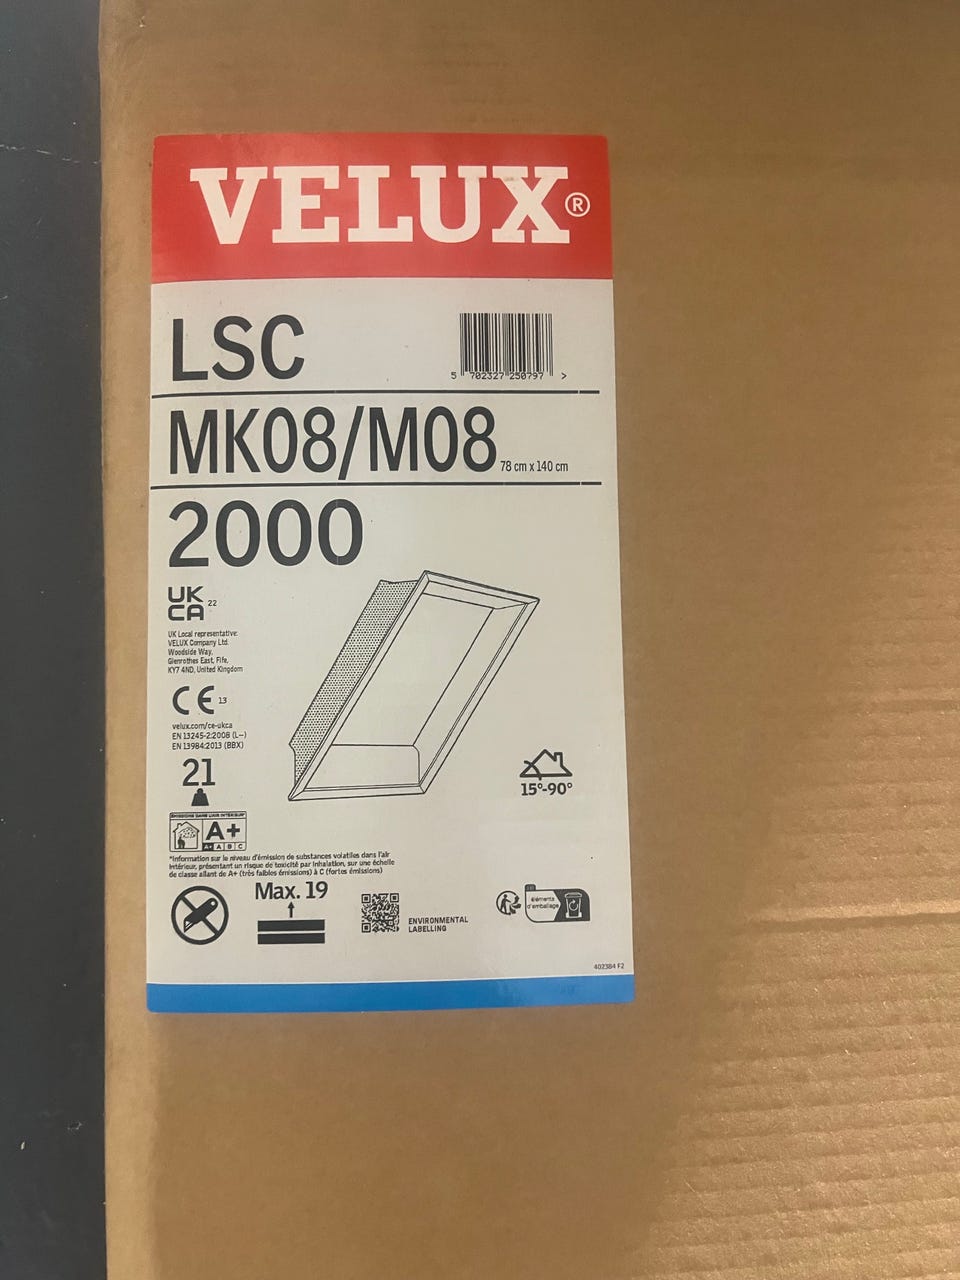 VELUX®
LSC
5 702327 250797 >
MK08/M08 78 cm x 140 cm
2000
UK
CA 22
UK Local representative:
VELUX Company Ltd.
Woodside Way,
Glenrothes East, Fife,
KY7 4ND, United Kingdom
CE 13
velux.com/ce-ukca
EN 13245-2:2008 (L--)
EN 13984:2013 (BBX)
21
15°-90°
ÉMISSIONS DANS L'AIR INTÉRIEUR*
A+
A+ A B C
*Information sur le niveau d'émission de substances volatiles dans l'air
intérieur, présentant un risque de toxicité par inhalation, sur une échelle
de classe allant de A+ (très faibles émissions) à C (fortes émissions)
Max. 19
ENVIRONMENTAL
LABELLING
éléments
d'emballage
402384 F2